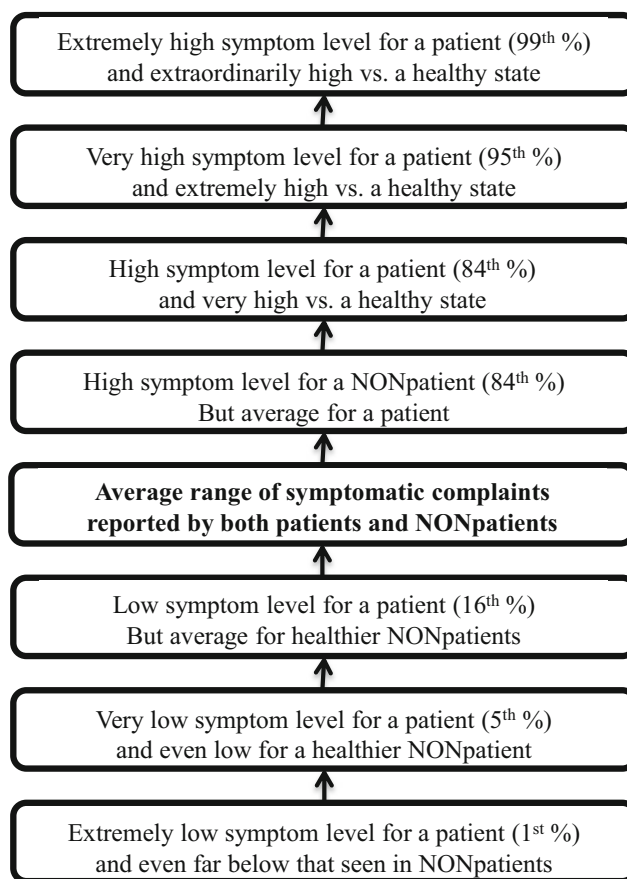 Extremely high symptom level for a patient (99th %)
and extraordinarily high vs. a healthy state
Very high symptom level for a patient (95th %)
and extremely high vs. a healthy state
High symptom level for a patient (84th %)
and very high vs. a healthy state
High symptom level for a NONpatient (84th %)
But average for a patient
Average range of symptomatic complaints
reported by both patients and NONpatients
Low symptom level for a patient (16th %)
But average for healthier NONpatients
Very low symptom level for a patient (5th %)
and even low for a healthier NONpatient
Extremely low symptom level for a patient (1st %)
and even far below that seen in NONpatients